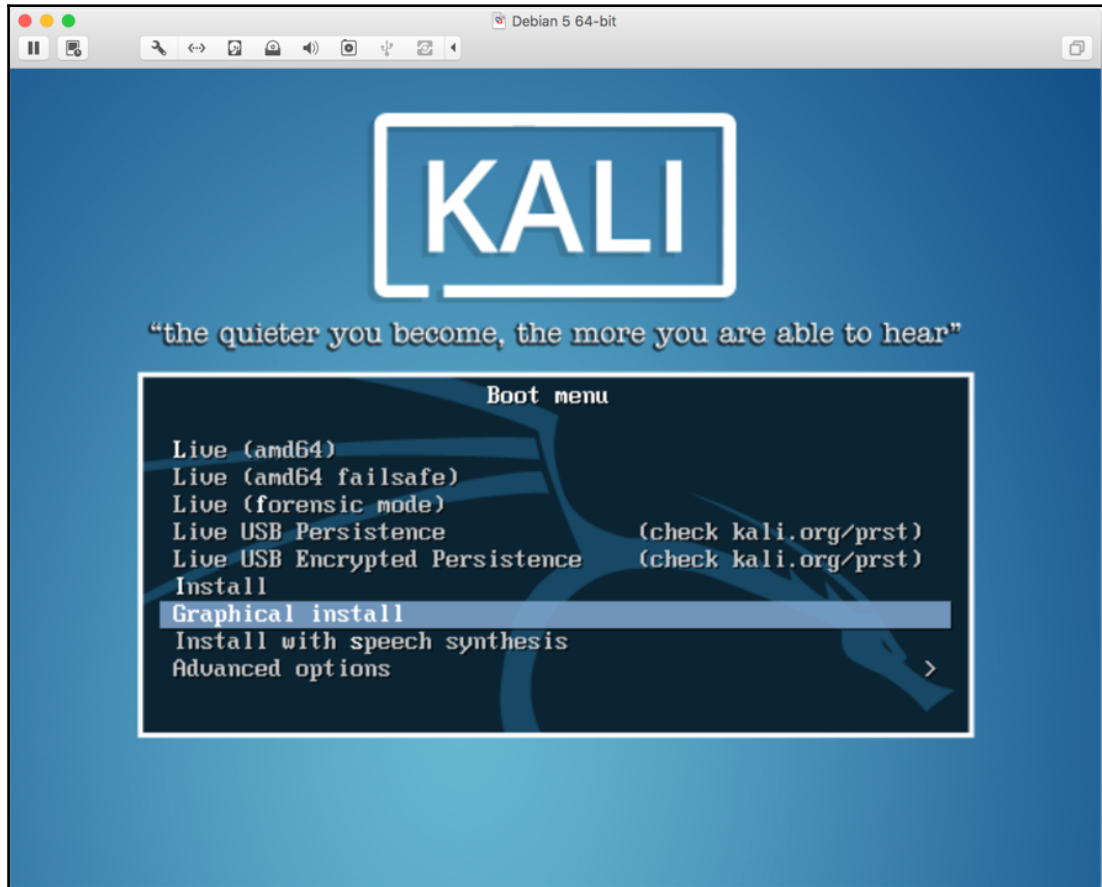 Debian 5 64-bit
KALI
“the quieter you become, the more you are able to hear”
Boot menu
Live (amd64)
Live (amd64 failsafe)
Live (forensic mode)
Live USB Persistence (check kali.org/prst)
Live USB Encrypted Persistence (check kali.org/prst)
Install
Graphical install
Install with speech synthesis
Advanced options >